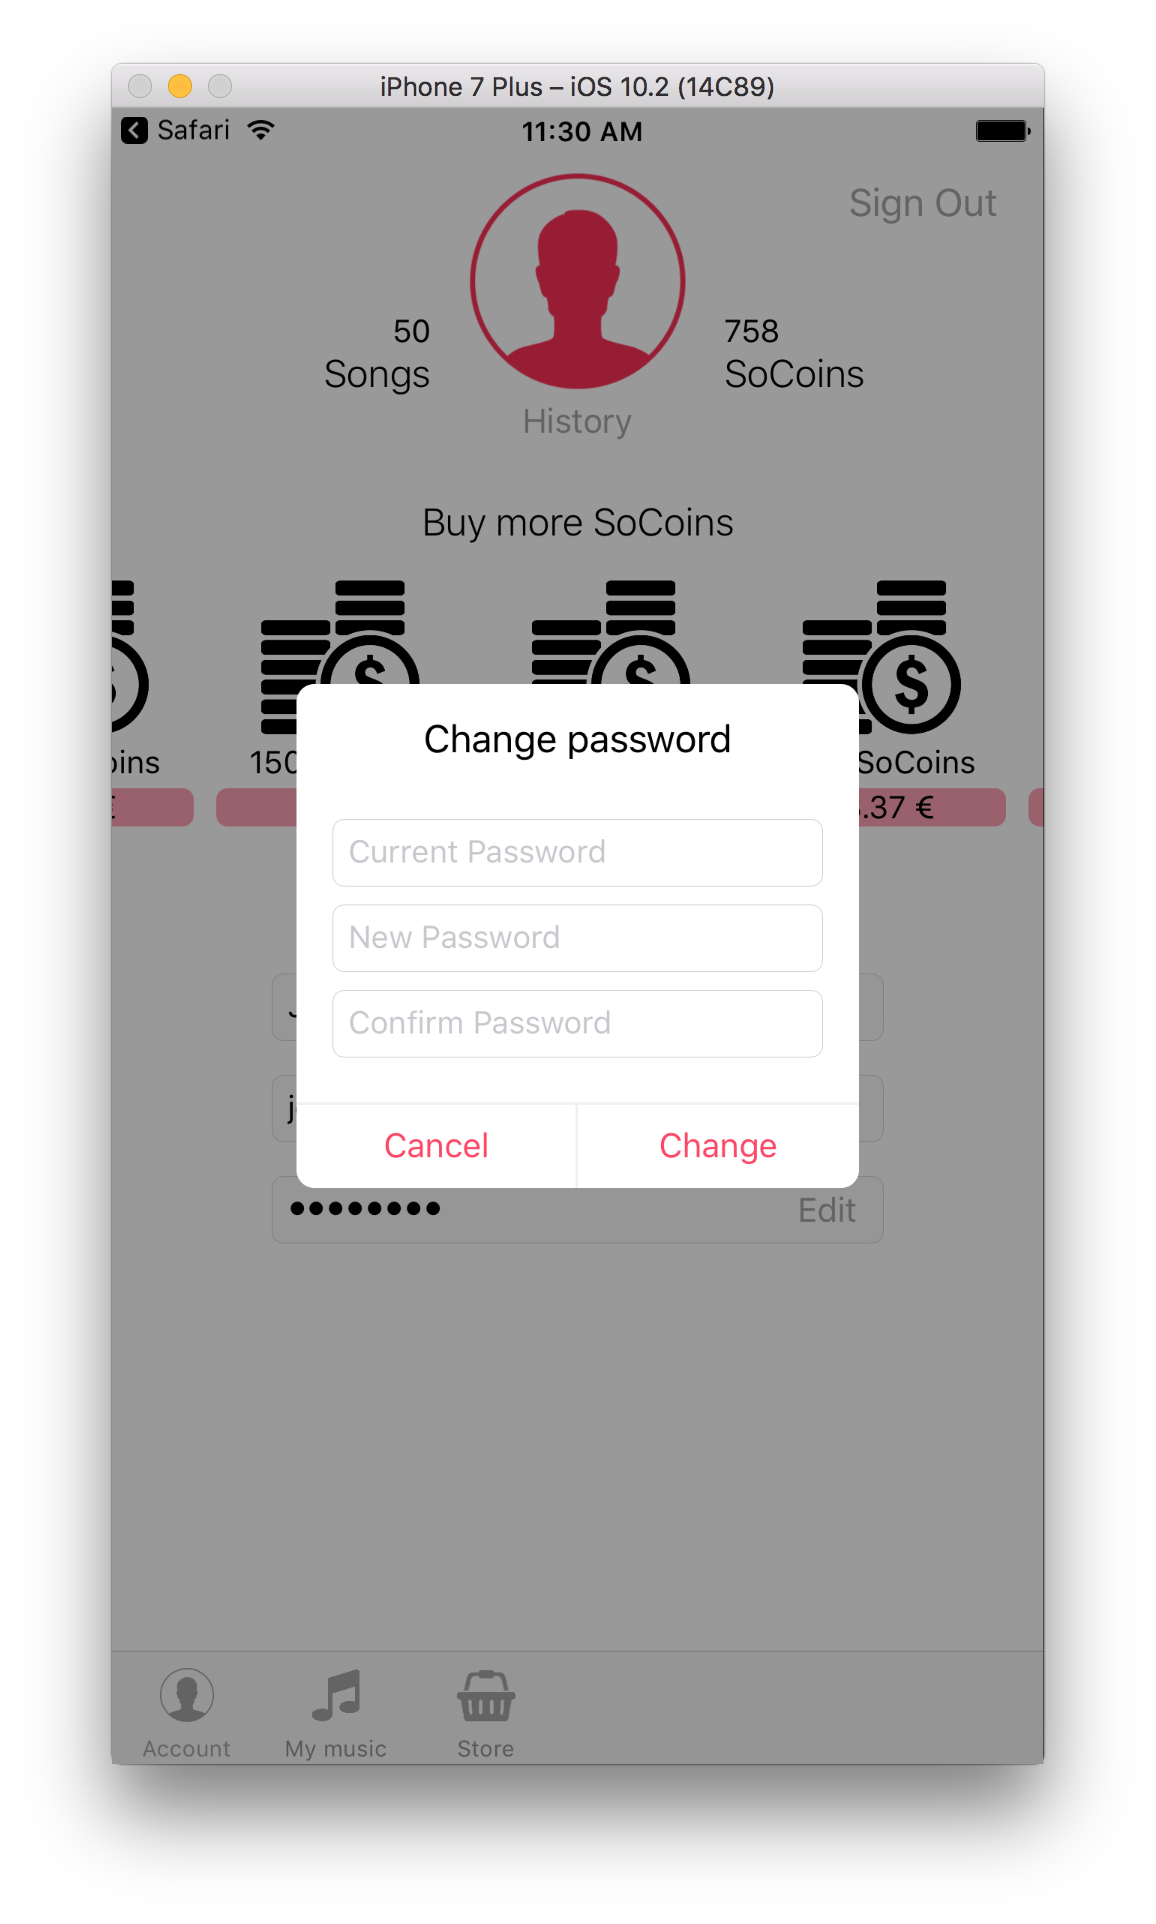 iPhone 7 Plus – iOS 10.2 (14C89)
Safari 11:30 AM
Sign Out
50
Songs
758
SoCoins
History
Buy more SoCoins
$ $ $
SoCoins
€
.37 €
Change password
Current Password
New Password
Confirm Password
Cancel Change
•••••••• Edit
Account My music Store